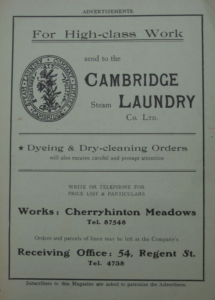 ADVERTISEMENTS.
For High-class Work
send to the
CAMBRIDGE
Steam LAUNDRY
Co. Ltd.
★ Dyeing & Dry-cleaning Orders
will also receive careful and prompt attention
WRITE OR TELEPHONE FOR
PRICE LIST & PARTICULARS
Works: Cherryhinton Meadows
Tel. 87548
Orders and parcels of linen may be left at the Company's
Receiving Office: 54, Regent St.
Tel. 4738
Subscribers to this Magazine are asked to patronise the Advertisers.